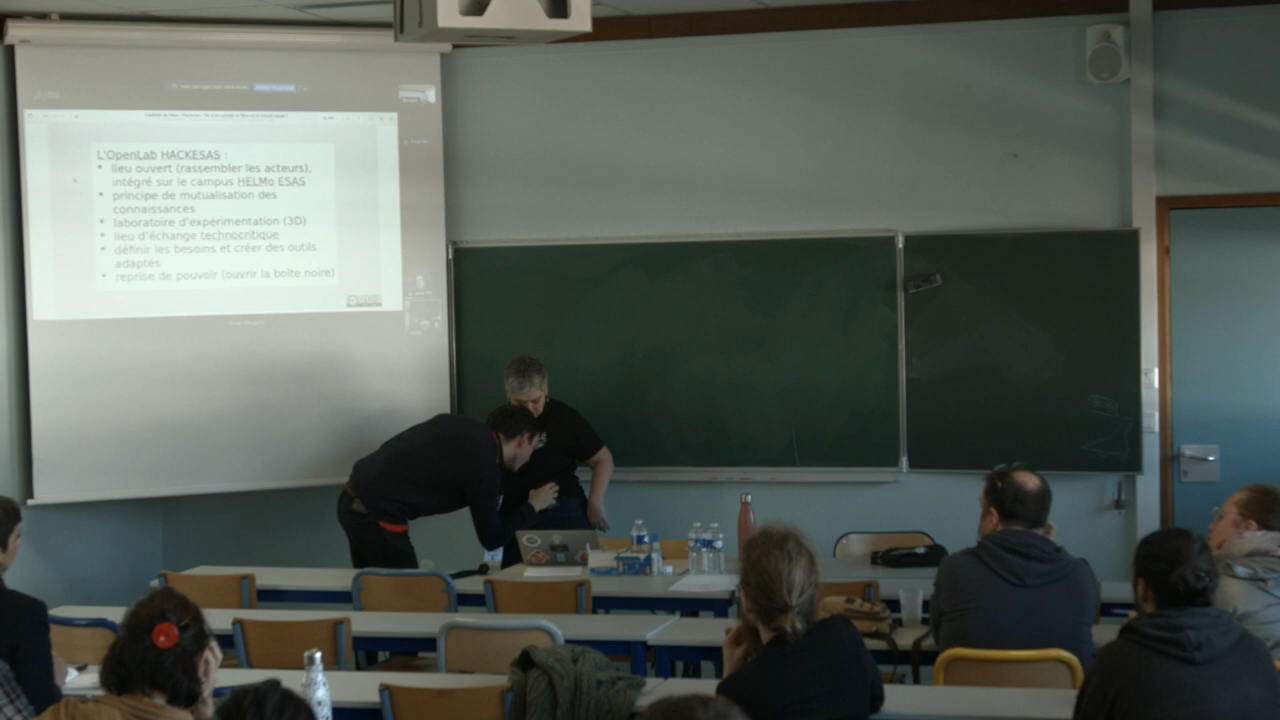 L'OpenLab HACKESAS :
• lieu ouvert (rassembler les acteurs),
intégré sur le campus HELMo ESAS
• principe de mutualisation des
connaissances
• laboratoire d'expérimentation (3D)
• lieu d'échange technocritique
• définir les besoins et créer des outils
adaptés
• reprise de pouvoir (ouvrir la boîte noire)